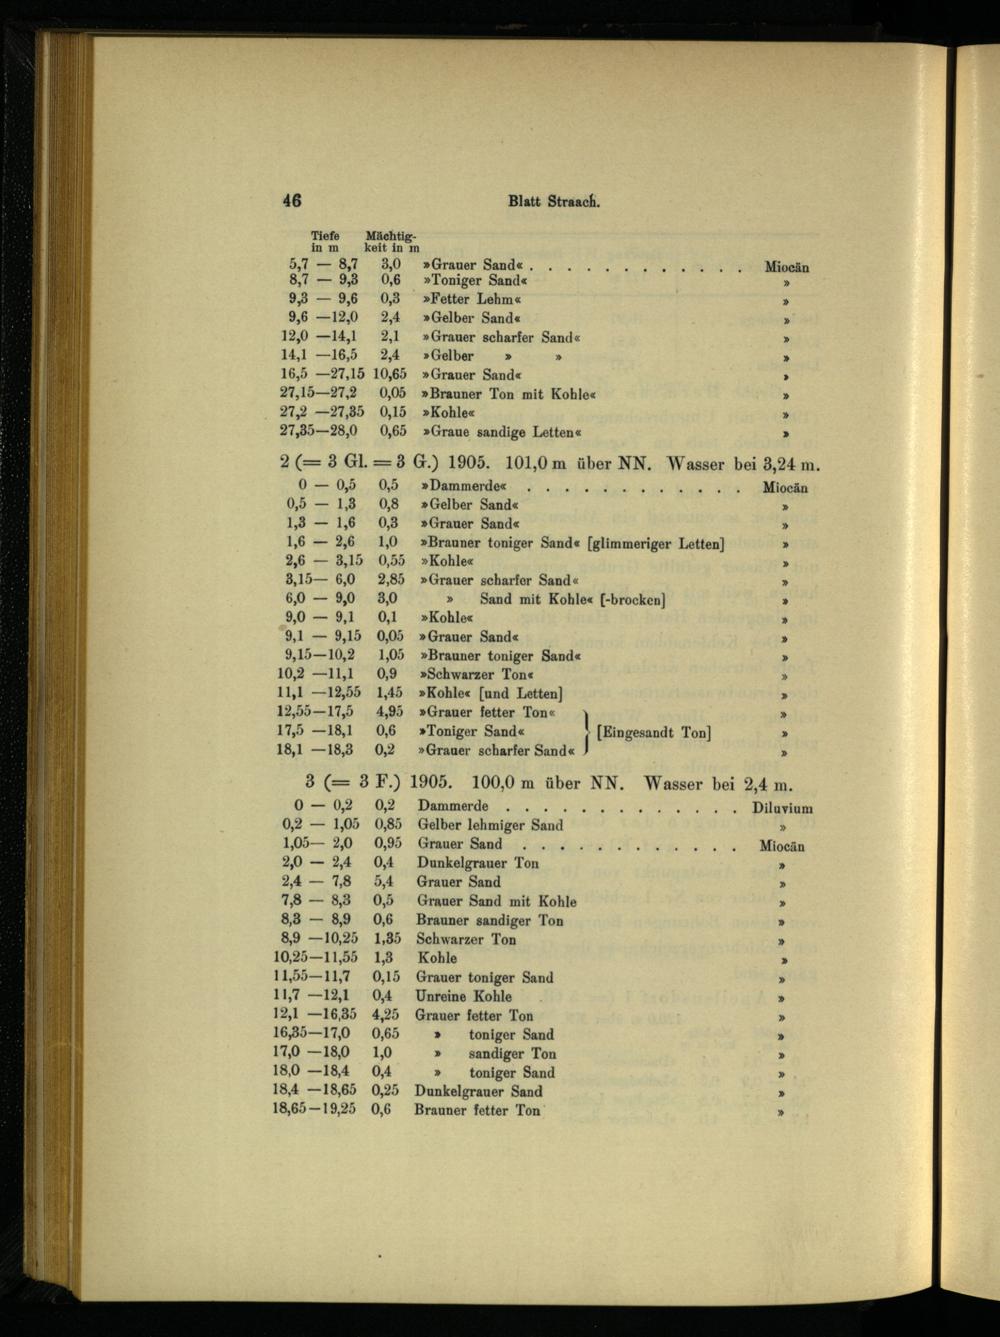 46 Blatt Straach.
Tiefe Mächtig-
in m keit in m
5,7 — 8,7 3,0 »Grauer Sand« . . . . . . . . . . . . Miocän
8,7 — 9,3 0,6 »Toniger Sand« »
9,3 — 9,6 0,3 »Fetter Lehm« »
9,6 —12,0 2,4 »Gelber Sand« »
12,0 —14,1 2,1 »Grauer scharfer Sand« »
14,1 —16,5 2,4 »Gelber » » »
16,5 —27,15 10,65 »Grauer Sand« »
27,15—27,2 0,05 »Brauner Ton mit Kohle« »
27,2 —27,35 0,15 »Kohle« »
27,35—28,0 0,65 »Graue sandige Letten« »
2 (= 3 Gl. = 3 G.) 1905. 101,0 m über NN. Wasser bei 3,24 m.
0 — 0,5 0,5 »Dammerde« . . . . . . . . . . . . Miocän
0,5 — 1,3 0,8 »Gelber Sand« »
1,3 — 1,6 0,3 »Grauer Sand« »
1,6 — 2,6 1,0 »Brauner toniger Sand« [glimmeriger Letten] »
2,6 — 3,15 0,55 »Kohle« »
3,15— 6,0 2,85 »Grauer scharfer Sand« »
6,0 — 9,0 3,0 » Sand mit Kohle« [-brocken] »
9,0 — 9,1 0,1 »Kohle« »
9,1 — 9,15 0,05 »Grauer Sand« »
9,15—10,2 1,05 »Brauner toniger Sand« »
10,2 —11,1 0,9 »Schwarzer Ton« »
11,1 —12,55 1,45 »Kohle« [und Letten] »
12,55—17,5 4,95 »Grauer fetter Ton« »
17,5 —18,1 0,6 »Toniger Sand« [Eingesandt Ton] »
18,1 —18,3 0,2 »Grauer scharfer Sand« »
3 (= 3 F.) 1905. 100,0 m über NN. Wasser bei 2,4 m.
0 — 0,2 0,2 Dammerde . . . . . . . . . . . . . Diluvium
0,2 — 1,05 0,85 Gelber lehmiger Sand »
1,05— 2,0 0,95 Grauer Sand . . . . . . . . . . . . Miocän
2,0 — 2,4 0,4 Dunkelgrauer Ton »
2,4 — 7,8 5,4 Grauer Sand »
7,8 — 8,3 0,5 Grauer Sand mit Kohle »
8,3 — 8,9 0,6 Brauner sandiger Ton »
8,9 —10,25 1,35 Schwarzer Ton »
10,25—11,55 1,3 Kohle »
11,55—11,7 0,15 Grauer toniger Sand »
11,7 —12,1 0,4 Unreine Kohle »
12,1 —16,35 4,25 Grauer fetter Ton »
16,35—17,0 0,65 » toniger Sand »
17,0 —18,0 1,0 » sandiger Ton »
18,0 —18,4 0,4 » toniger Sand »
18,4 —18,65 0,25 Dunkelgrauer Sand »
18,65—19,25 0,6 Brauner fetter Ton »